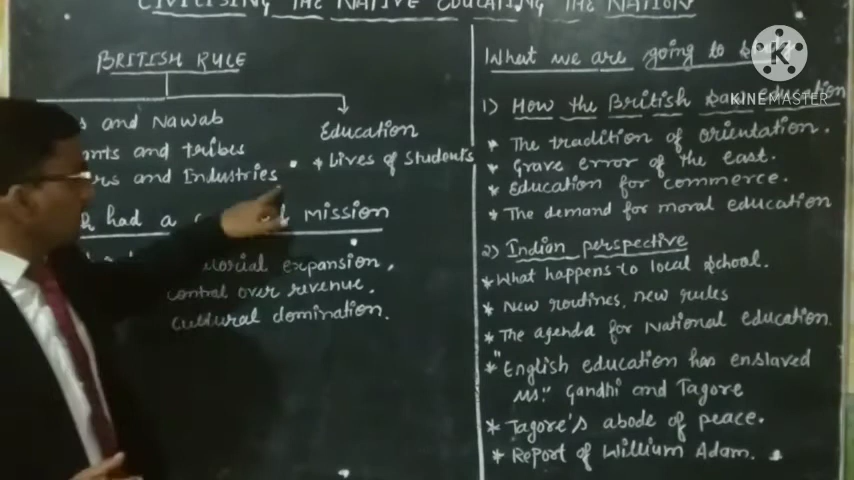 CIVILISING THE NATIVE EDUCATING THE NATION
BRITISH RULE
and Nawab
and tribes
and Industries
Education
* Lives of Students
had a mission
expansion,
control over revenue.
cultural domination.
What we are going to
1) How the British saw education
* The tradition of orientation.
* Grave error of the east.
* Education for commerce.
* The demand for moral education
2) Indian perspective
* What happens to local school.
* New routines, new rules
* The agenda for National education.
* "English education has enslaved
us." Gandhi and Tagore
* Tagore's abode of peace.
* Report of Willium Adam.
K
KINEMASTER